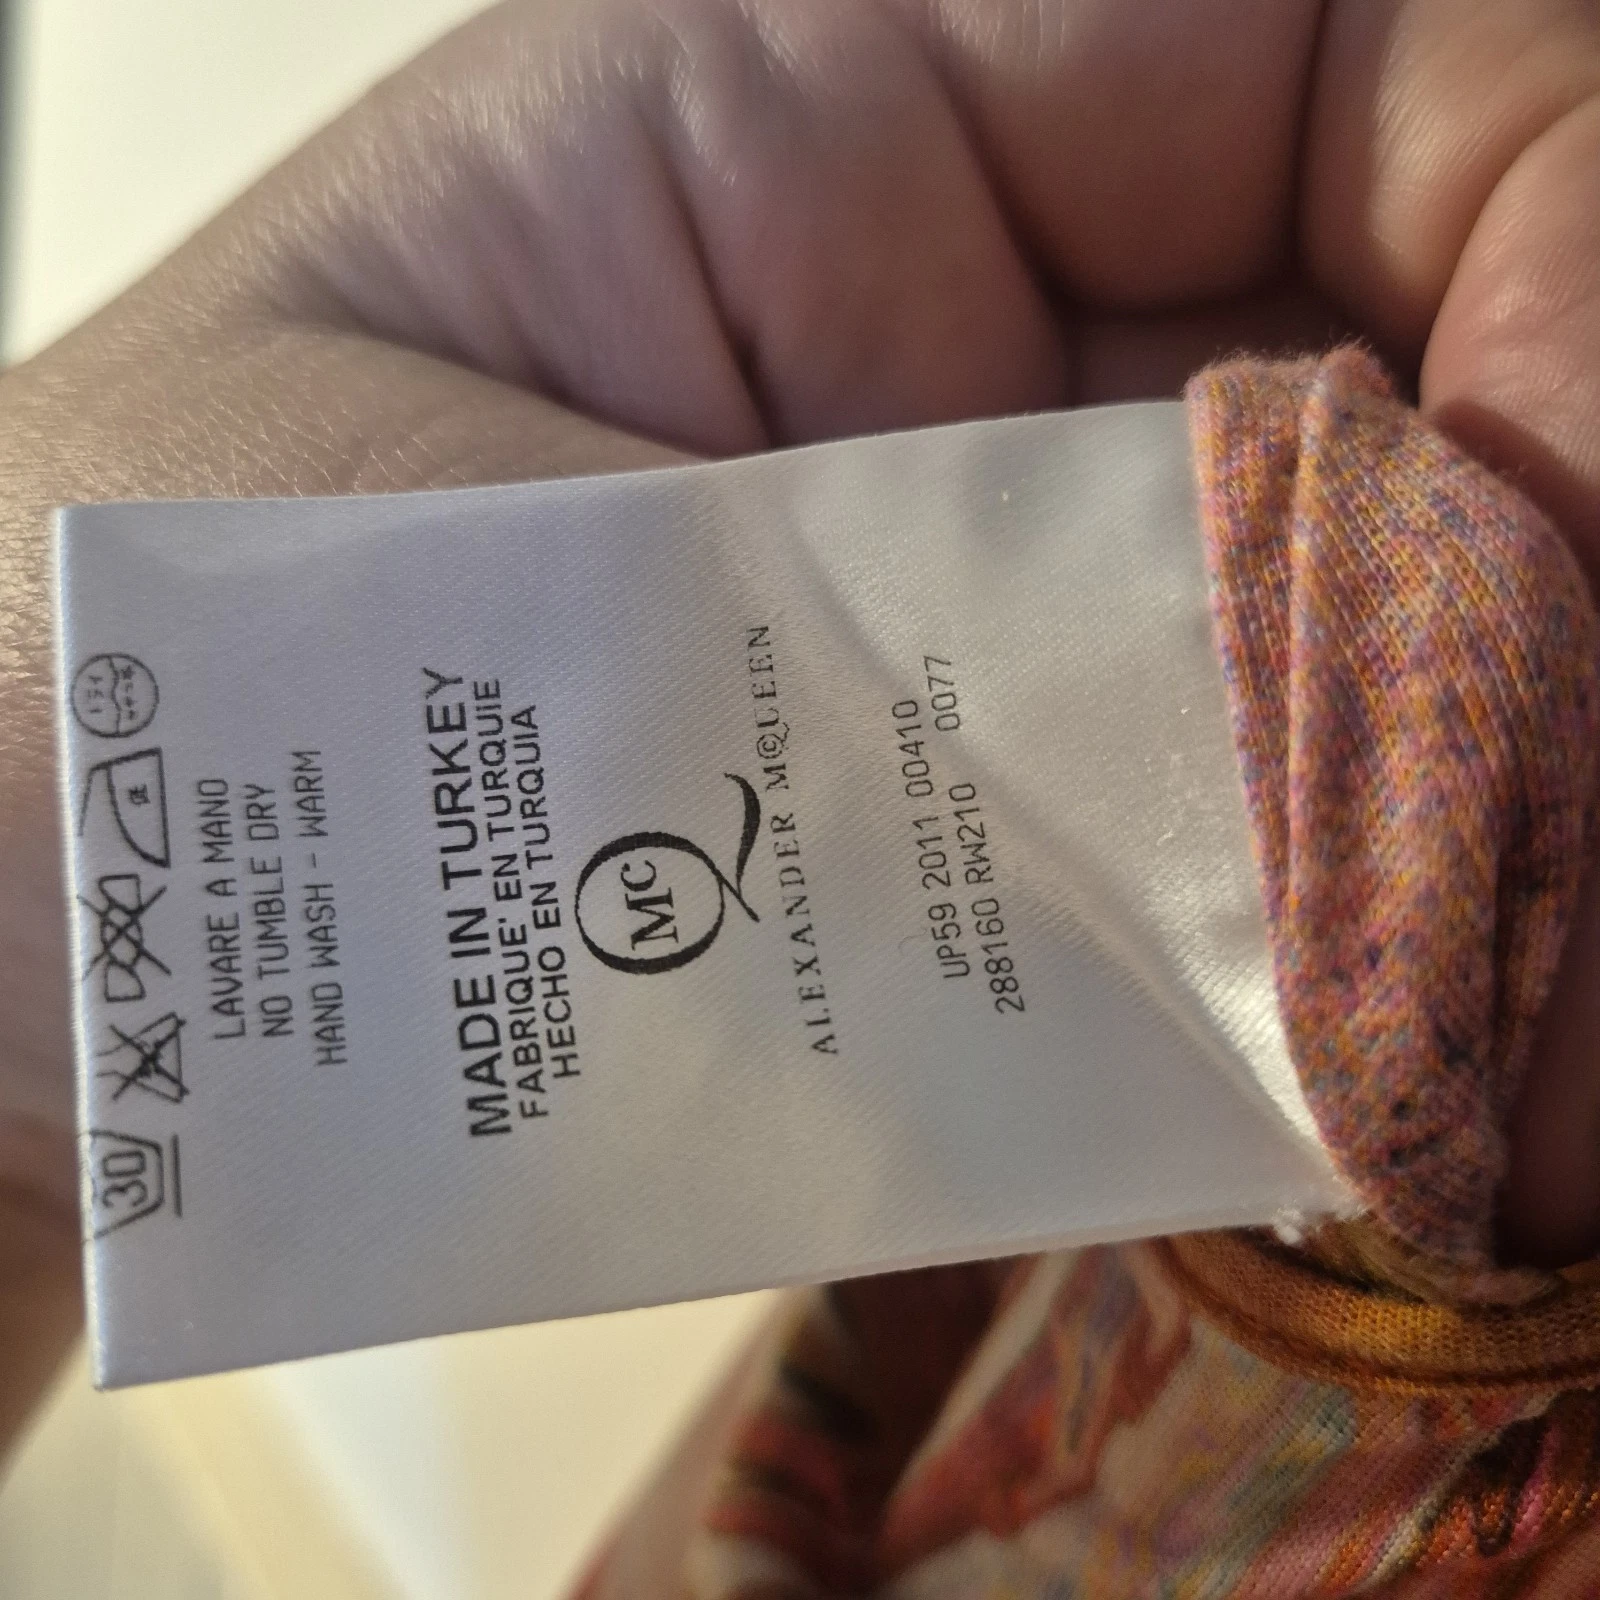 UP59 2011 00410
288160 RW210 0077
ALEXANDER McQUEEN
Mc
MADE IN TURKEY
FABRIQUE' EN TURQUIE
HECHO EN TURQUIA
LAVARE A MANO
NO TUMBLE DRY
HAND WASH - WARM
30